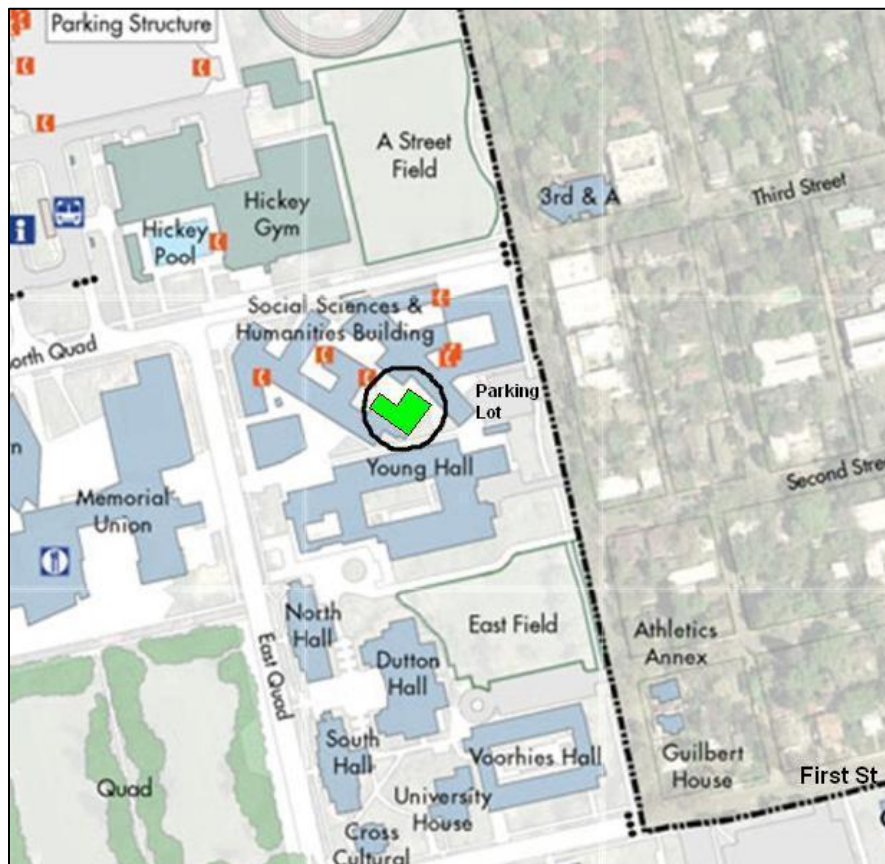 Parking Structure
A Street
Field
3rd & A
Third Street
Hickey
Gym
Hickey
Pool
i
Social Sciences &
Humanities Building
orth Quad
Parking
Lot
Young Hall
Second Stree
Memorial
Union
North
Hall
East Field
Athletics
Annex
East Quad
Dutton
Hall
South
Hall
Voorhies Hall
Guilbert
House
First St
Quad
University
House
Cross
Cultural